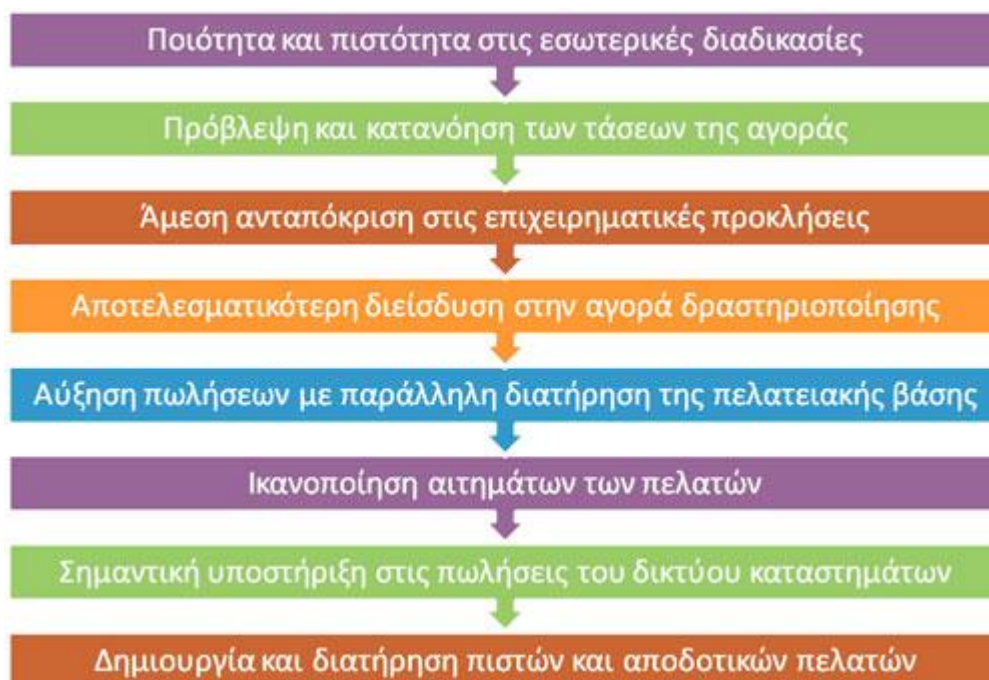 Ποιότητα και πιστότητα στις εσωτερικές διαδικασίες
Πρόβλεψη και κατανόηση των τάσεων της αγοράς
Άμεση ανταπόκριση στις επιχειρηματικές προκλήσεις
Αποτελεσματικότερη διείσδυση στην αγορά δραστηριοποίησης
Αύξηση πωλήσεων με παράλληλη διατήρηση της πελατειακής βάσης
Ικανοποίηση αιτημάτων των πελατών
Σημαντική υποστήριξη στις πωλήσεις του δικτύου καταστημάτων
Δημιουργία και διατήρηση πιστών και αποδοτικών πελατών